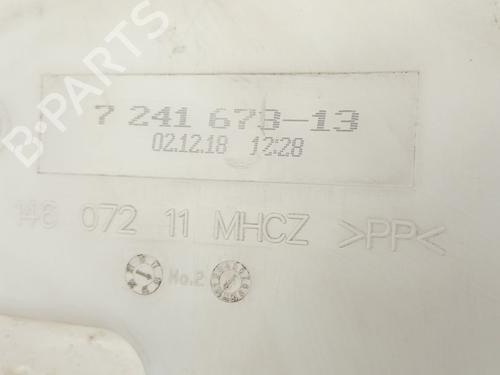 B-PARTS
7 241 673-13
02.12.18 12:28
146 072 11 MHCZ >PP<
No.2